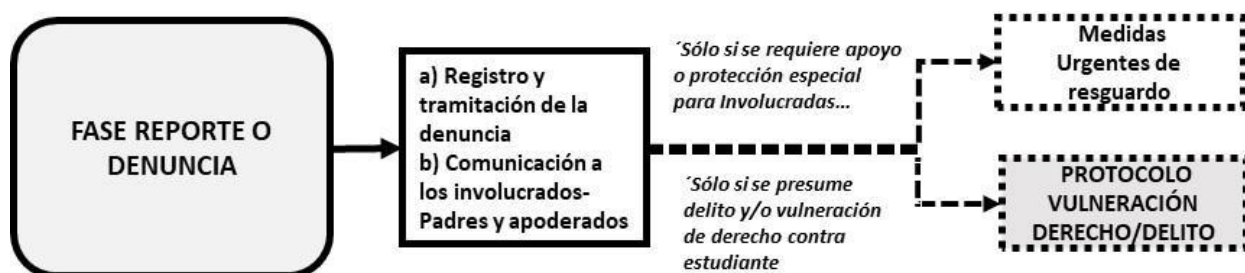 FASE REPORTE O
DENUNCIA
a) Registro y
tramitación de la
denuncia
b) Comunicación a
los involucrados-
Padres y apoderados
´Sólo si se requiere apoyo
o protección especial
para Involucradas...
´Sólo si se presume
delito y/o vulneración
de derecho contra
estudiante
Medidas
Urgentes de
resguardo
PROTOCOLO
VULNERACIÓN
DERECHO/DELITO